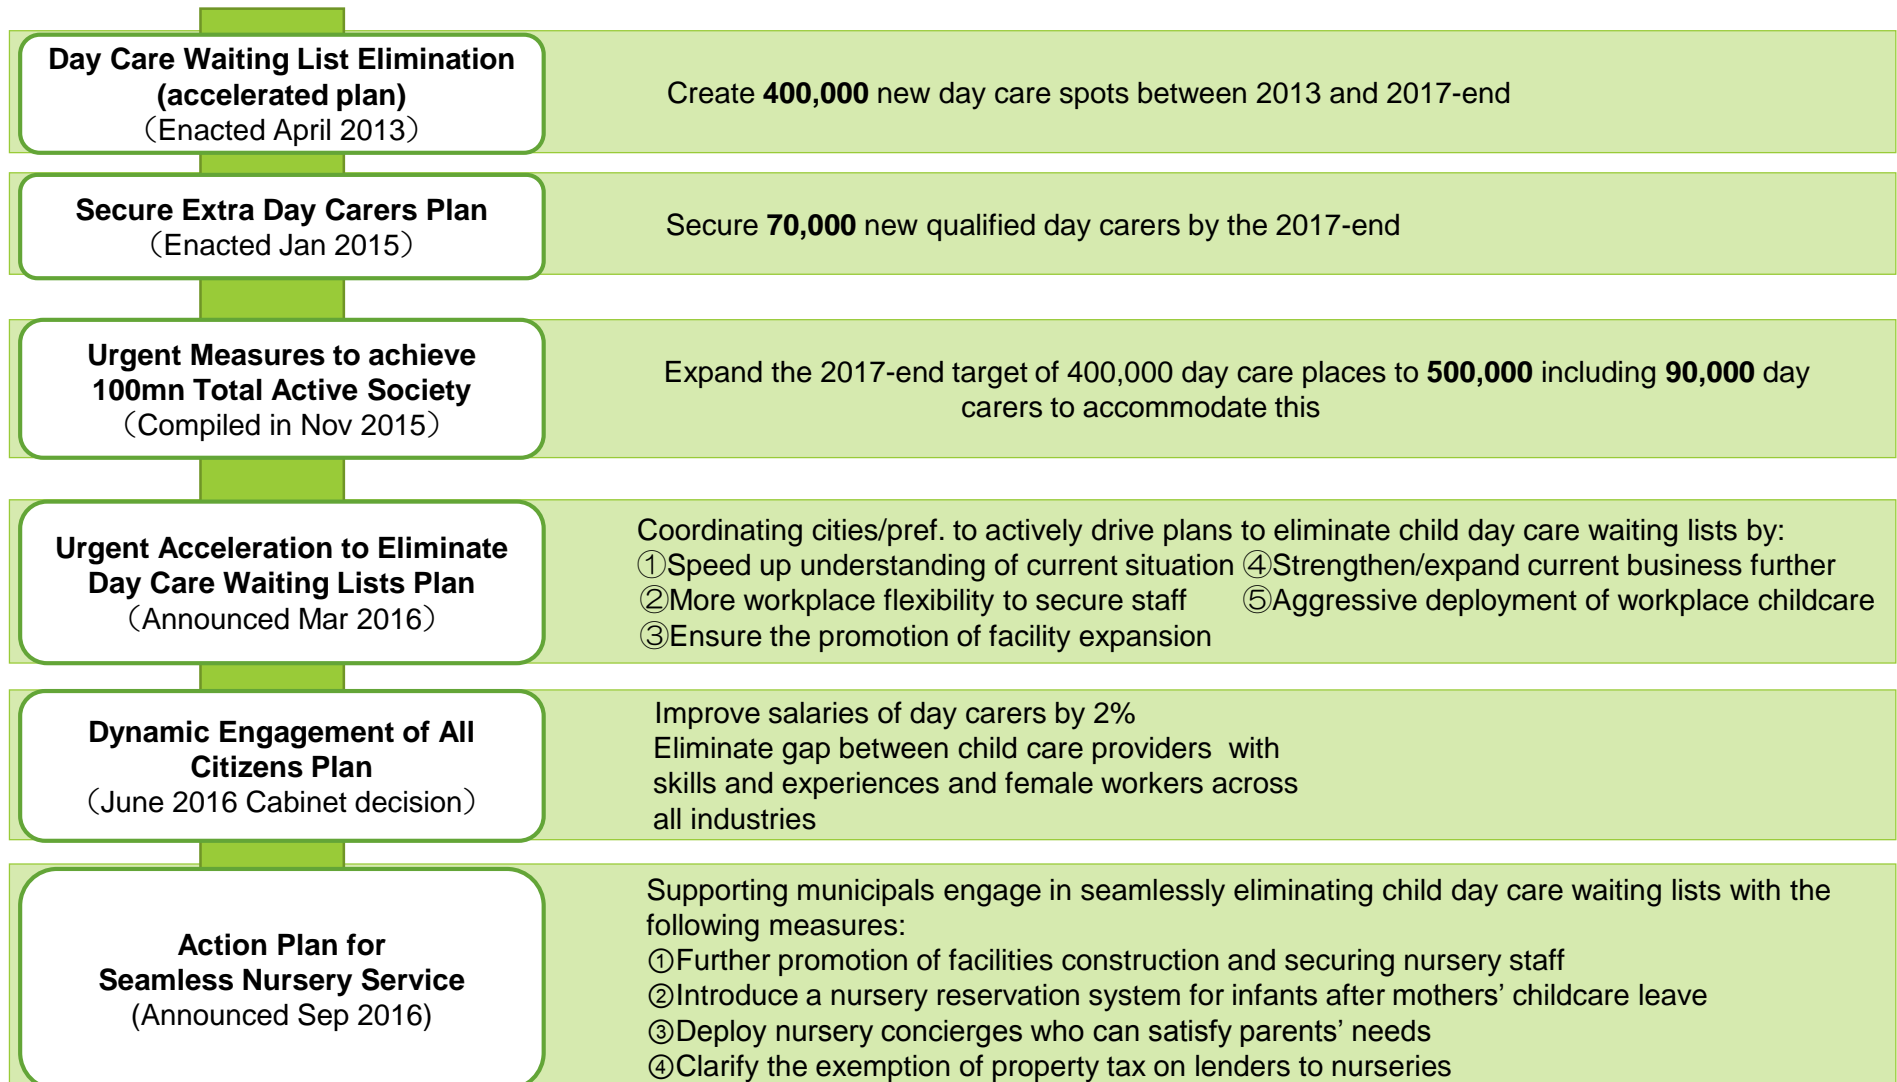 Day Care Waiting List Elimination
(accelerated plan)
（Enacted April 2013）
Create 400,000 new day care spots between 2013 and 2017-end
Secure Extra Day Carers Plan
（Enacted Jan 2015）
Secure 70,000 new qualified day carers by the 2017-end
Urgent Measures to achieve
100mn Total Active Society
（Compiled in Nov 2015）
Expand the 2017-end target of 400,000 day care places to 500,000 including 90,000 day
carers to accommodate this
Urgent Acceleration to Eliminate
Day Care Waiting Lists Plan
（Announced Mar 2016）
Coordinating cities/pref. to actively drive plans to eliminate child day care waiting lists by:
①Speed up understanding of current situation ④Strengthen/expand current business further
②More workplace flexibility to secure staff ⑤Aggressive deployment of workplace childcare
③Ensure the promotion of facility expansion
Dynamic Engagement of All
Citizens Plan
（June 2016 Cabinet decision）
Improve salaries of day carers by 2%
Eliminate gap between child care providers with
skills and experiences and female workers across
all industries
Action Plan for
Seamless Nursery Service
(Announced Sep 2016)
Supporting municipals engage in seamlessly eliminating child day care waiting lists with the
following measures:
①Further promotion of facilities construction and securing nursery staff
②Introduce a nursery reservation system for infants after mothers’ childcare leave
③Deploy nursery concierges who can satisfy parents’ needs
④Clarify the exemption of property tax on lenders to nurseries